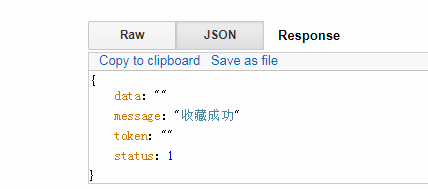 Raw JSON Response
Copy to clipboard Save as file
{
data: ""
message: "收藏成功"
token: ""
status: 1
}